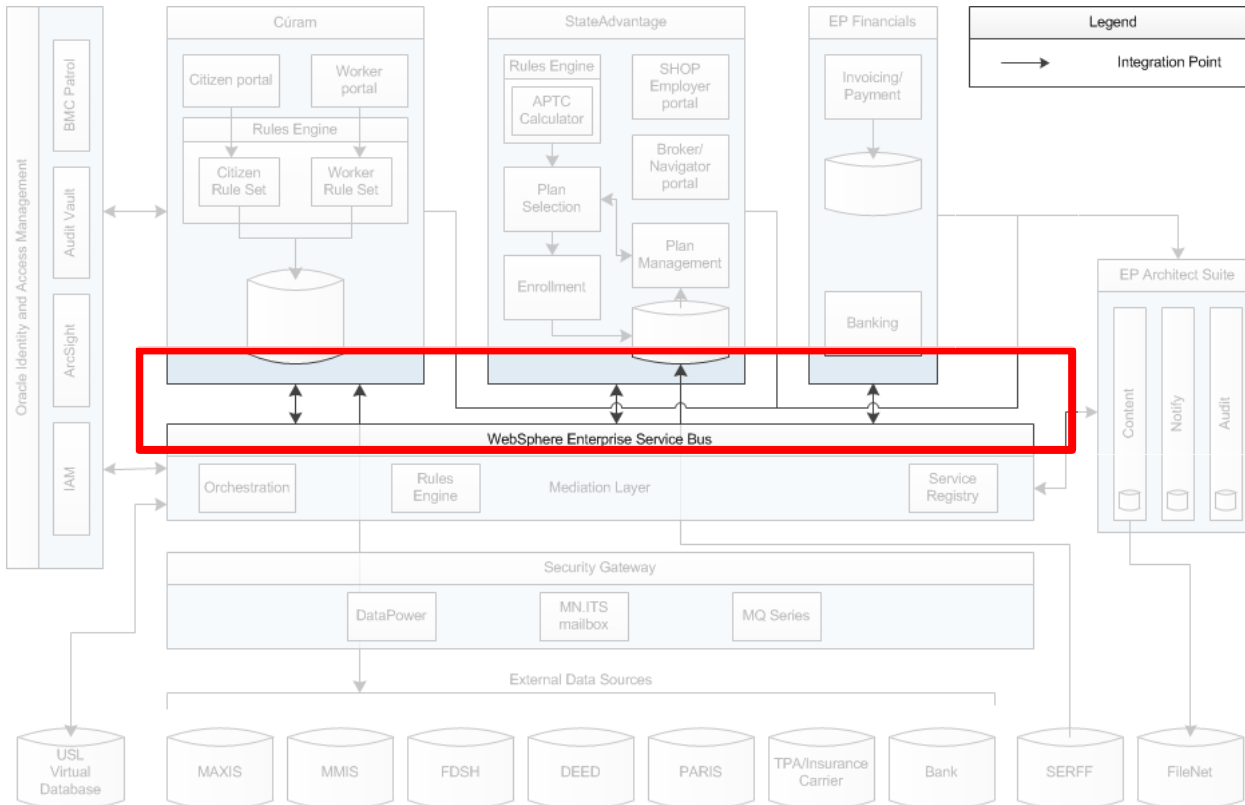 Oracle Identity and Access Management
BMC Patrol
Audit Vault
ArcSight
IAM
Cúram
Citizen portal
Worker
portal
Rules Engine
Citizen
Rule Set
Worker
Rule Set
StateAdvantage
Rules Engine
APTC
Calculator
SHOP
Employer
portal
Broker/
Navigator
portal
Plan
Selection
Plan
Management
Enrollment
EP Financials
Invoicing/
Payment
Banking
Legend
Integration Point
EP Architect Suite
Content
Notify
Audit
WebSphere Enterprise Service Bus
Orchestration
Rules
Engine
Mediation Layer
Service
Registry
Security Gateway
DataPower
MN.ITS
mailbox
MQ Series
External Data Sources
USL
Virtual
Database
MAXIS
MMIS
FDSH
DEED
PARIS
TPA/Insurance
Carrier
Bank
SERFF
FileNet